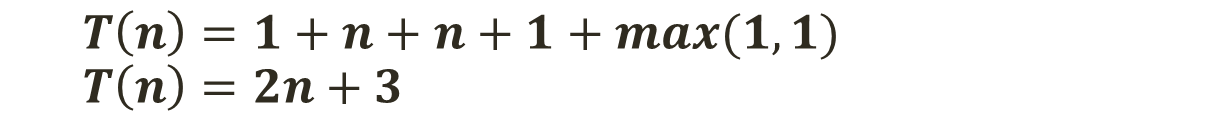 T(n) = 1 + n + n + 1 + max(1, 1)
T(n) = 2n + 3